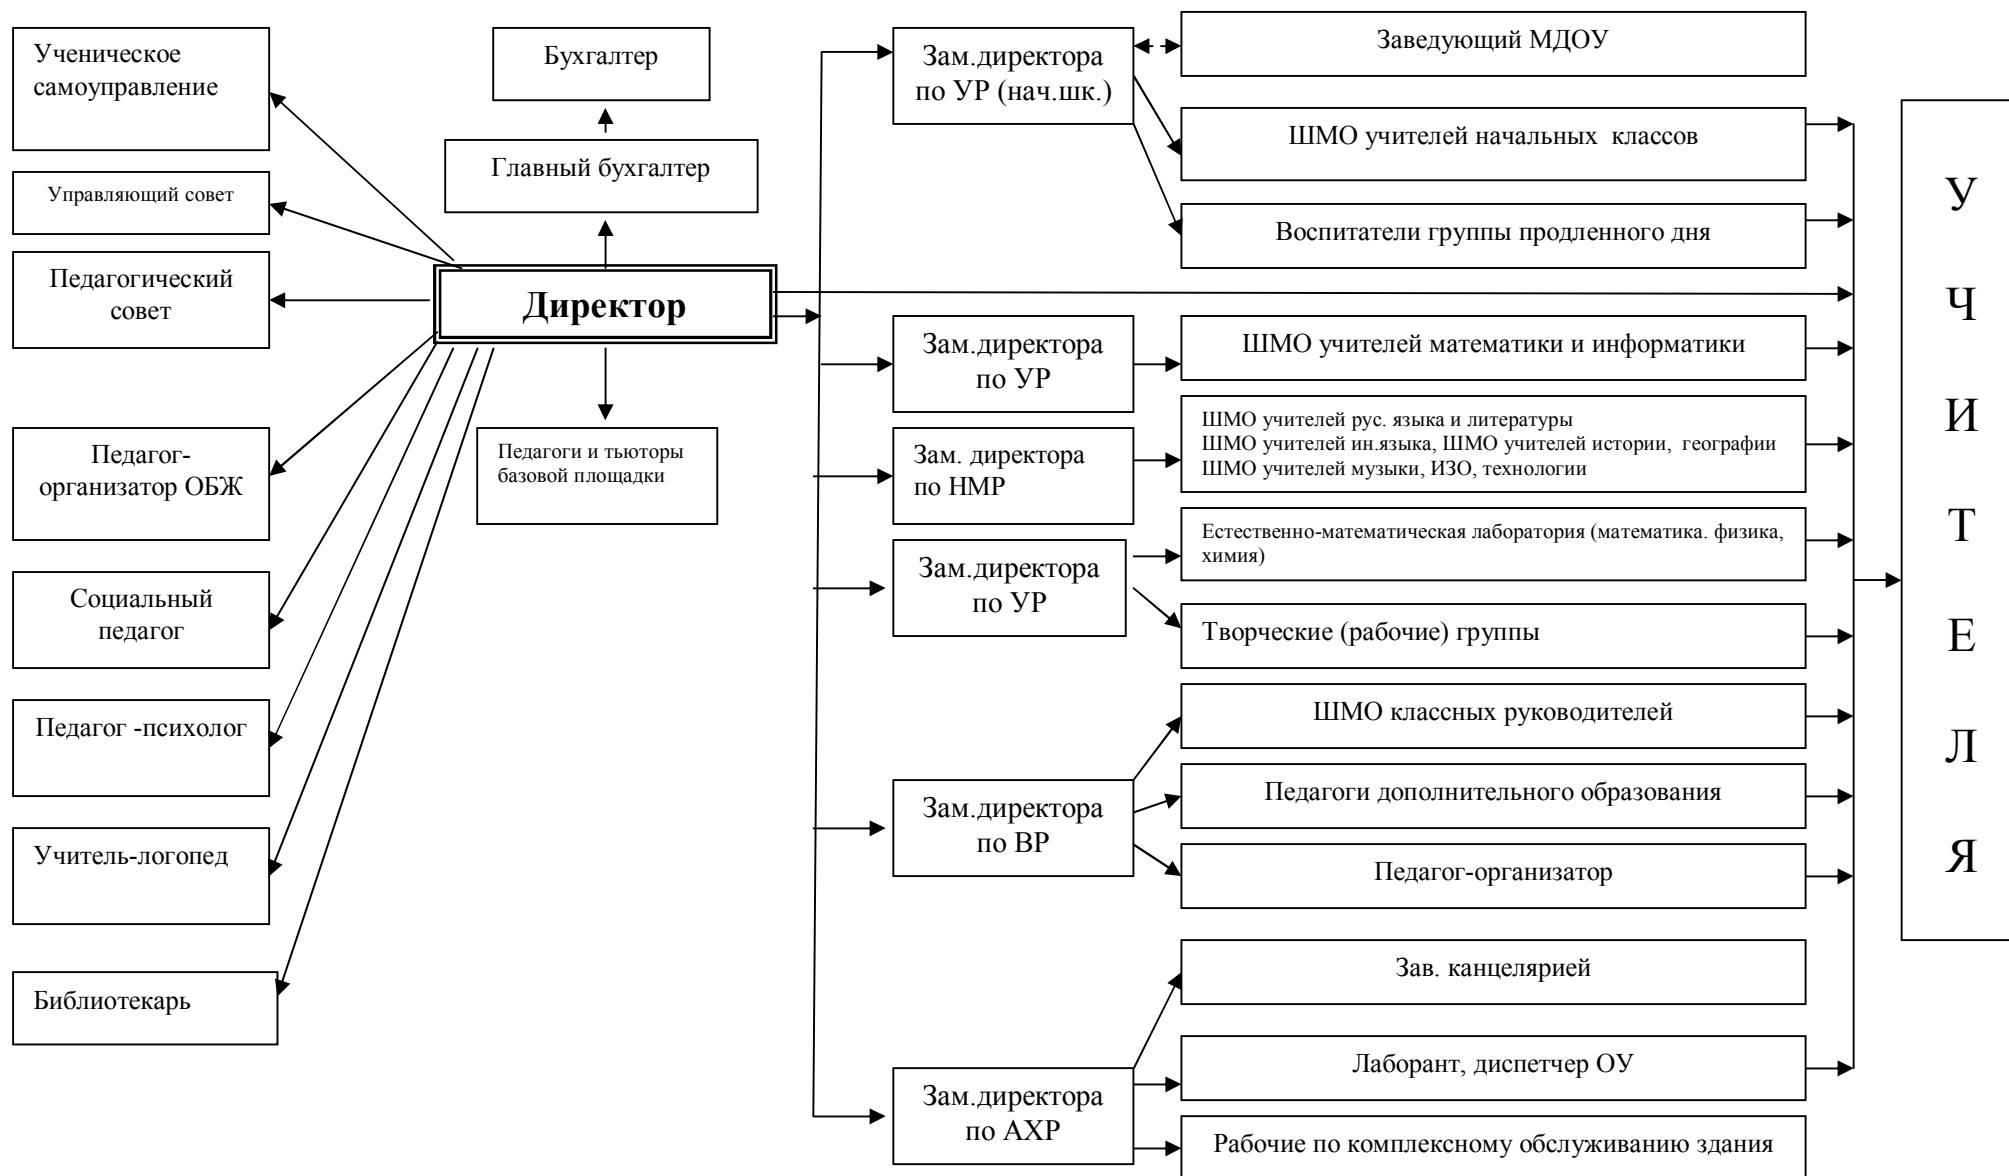 Ученическое
самоуправление
Управляющий совет
Педагогический
совет
Педагог-
организатор ОБЖ
Социальный
педагог
Педагог -психолог
Учитель-логопед
Библиотекарь
Бухгалтер
Главный бухгалтер
Директор
Педагоги и тьюторы
базовой площадки
Зам.директора
по УР (нач.шк.)
Зам.директора
по УР
Зам. директора
по НМР
Зам.директора
по УР
Зам.директора
по ВР
Зам.директора
по АХР
Заведующий МДОУ
ШМО учителей начальных классов
Воспитатели группы продленного дня
ШМО учителей математики и информатики
ШМО учителей рус. языка и литературы
ШМО учителей ин.языка, ШМО учителей истории, географии
ШМО учителей музыки, ИЗО, технологии
Естественно-математическая лаборатория (математика. физика,
химия)
Творческие (рабочие) группы
ШМО классных руководителей
Педагоги дополнительного образования
Педагог-организатор
Зав. канцелярией
Лаборант, диспетчер ОУ
Рабочие по комплексному обслуживанию здания
У
Ч
И
Т
Е
Л
Я